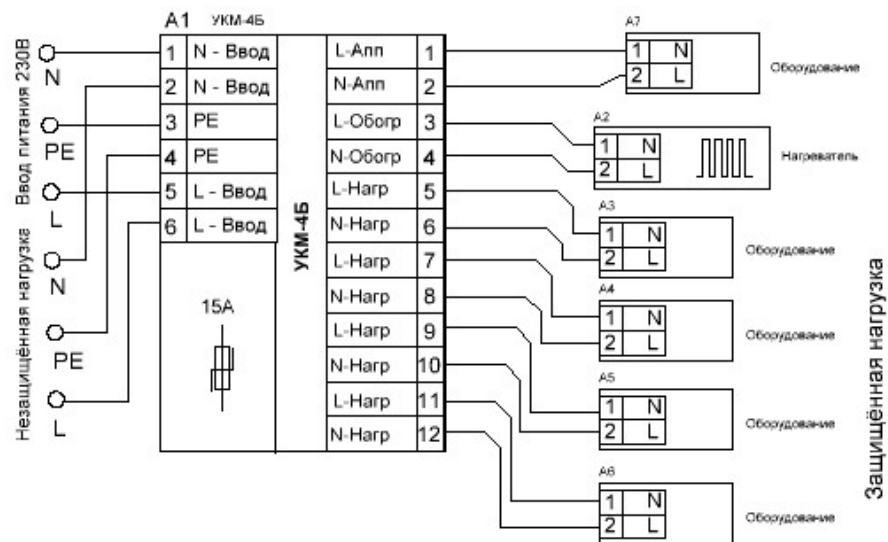 A1 УКМ-4Б
Ввод питания 230В
N
PE
L
Незащищённая нагрузка
N
PE
L
1 N - Ввод
2 N - Ввод
3 PE
4 PE
5 L - Ввод
6 L - Ввод
15A
УКМ-4Б
L-Апп 1
N-Апп 2
L-Обогр 3
N-Обогр 4
L-Нагр 5
N-Нагр 6
L-Нагр 7
N-Нагр 8
L-Нагр 9
N-Нагр 10
L-Нагр 11
N-Нагр 12
A7
1 N
2 L
Оборудование
A2
1 N
2 L
Нагреватель
A3
1 N
2 L
Оборудование
A4
1 N
2 L
Оборудование
A5
1 N
2 L
Оборудование
A6
1 N
2 L
Оборудование
Защищённая нагрузка